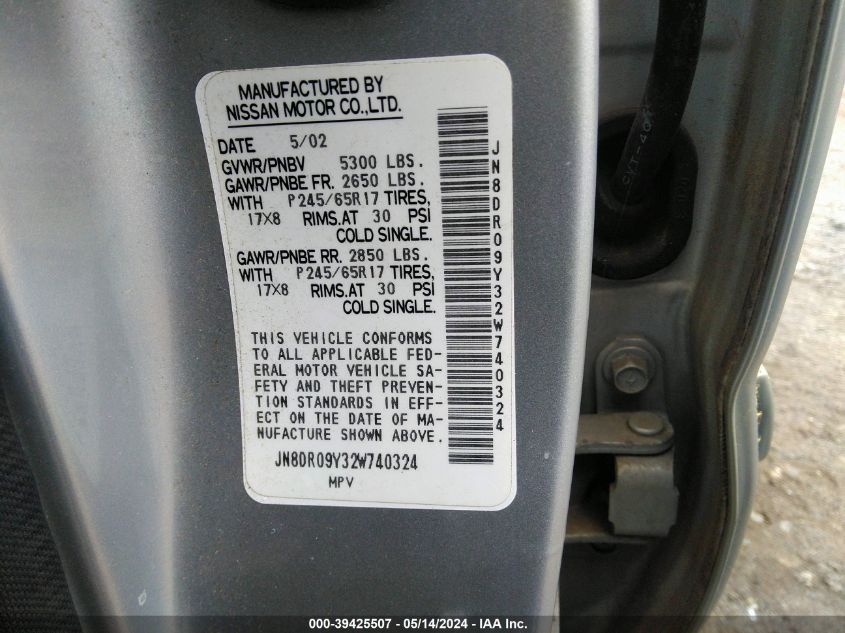 MANUFACTURED BY
NISSAN MOTOR CO.,LTD.
DATE 5/02
GVWR/PNBV 5300 LBS.
GAWR/PNBE FR. 2650 LBS.
WITH P245/65R17 TIRES,
17X8 RIMS.AT 30 PSI
COLD SINGLE.
GAWR/PNBE RR. 2850 LBS.
WITH P245/65R17 TIRES,
17X8 RIMS.AT 30 PSI
COLD SINGLE.
THIS VEHICLE CONFORMS
TO ALL APPLICABLE FED-
ERAL MOTOR VEHICLE SA-
FETY AND THEFT PREVEN-
TION STANDARDS IN EFF-
ECT ON THE DATE OF MA-
NUFACTURE SHOWN ABOVE.
JN8DR09Y32W740324
MPV
JN8DR09Y32W740324
000-39425507 - 05/14/2024 - IAA Inc.